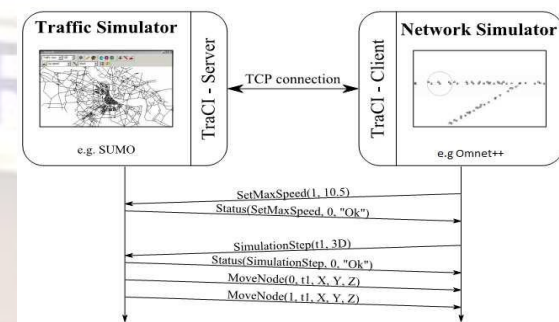 Traffic Simulator
TraCI - Server
e.g. SUMO
TCP connection
Network Simulator
TraCI - Client
e.g Omnet++
SetMaxSpeed(1, 10.5)
Status(SetMaxSpeed, 0, "Ok")
SimulationStep(t1, 3D)
Status(SimulationStep, 0, "Ok")
MoveNode(0, t1, X, Y, Z)
MoveNode(1, t1, X, Y, Z)